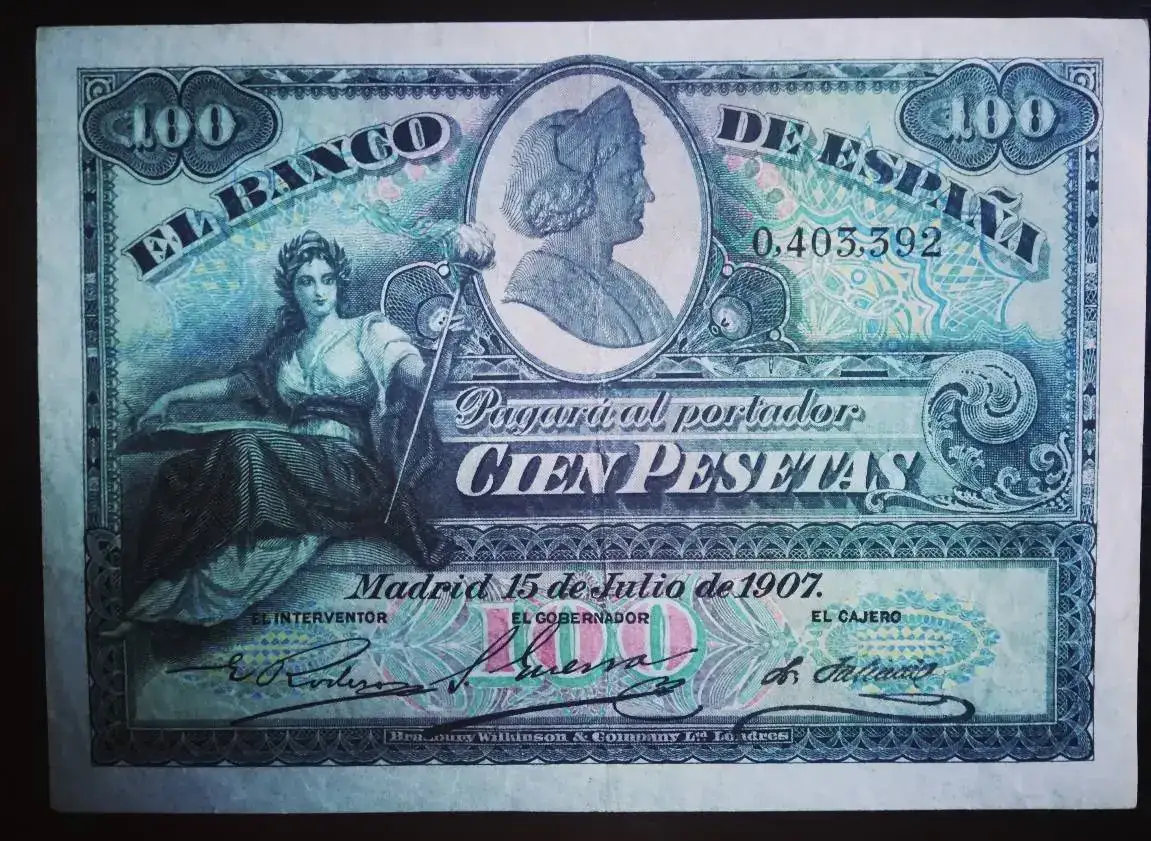 100 100
EL BANCO DE ESPAÑA
0,403,392
Pagará al portador
CIEN PESETAS
Madrid 15 de Julio de 1907.
EL INTERVENTOR EL GOBERNADOR EL CAJERO
100
Bradbury Wilkinson & Company Ltd Londres